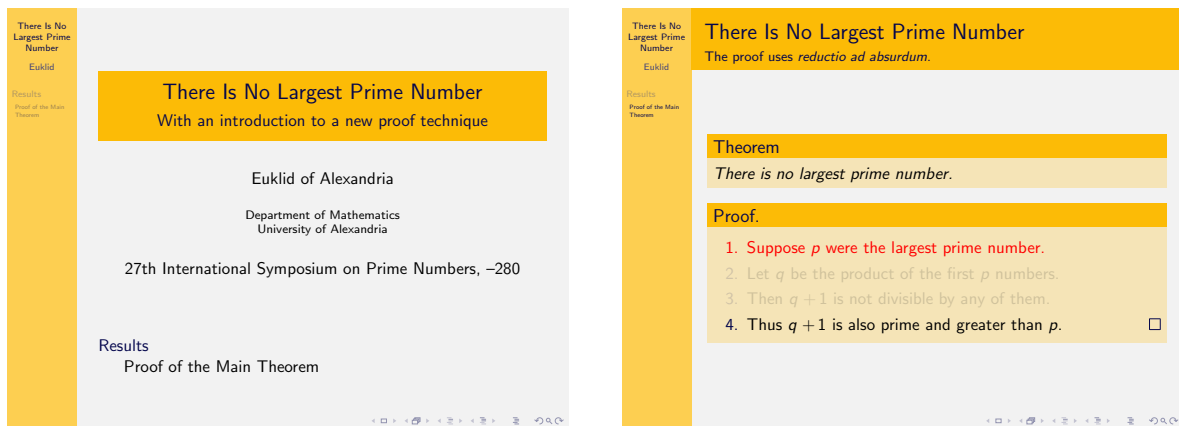 There Is No
Largest Prime
Number
Euklid
Results
Proof of the Main
Theorem
There Is No Largest Prime Number
With an introduction to a new proof technique
Euklid of Alexandria
Department of Mathematics
University of Alexandria
27th International Symposium on Prime Numbers, –280
Results
Proof of the Main Theorem
There Is No
Largest Prime
Number
Euklid
Results
Proof of the Main
Theorem
There Is No Largest Prime Number
The proof uses reductio ad absurdum.
Theorem
There is no largest prime number.
Proof.
1. Suppose p were the largest prime number.
2. Let q be the product of the first p numbers.
3. Then q + 1 is not divisible by any of them.
4. Thus q + 1 is also prime and greater than p. □